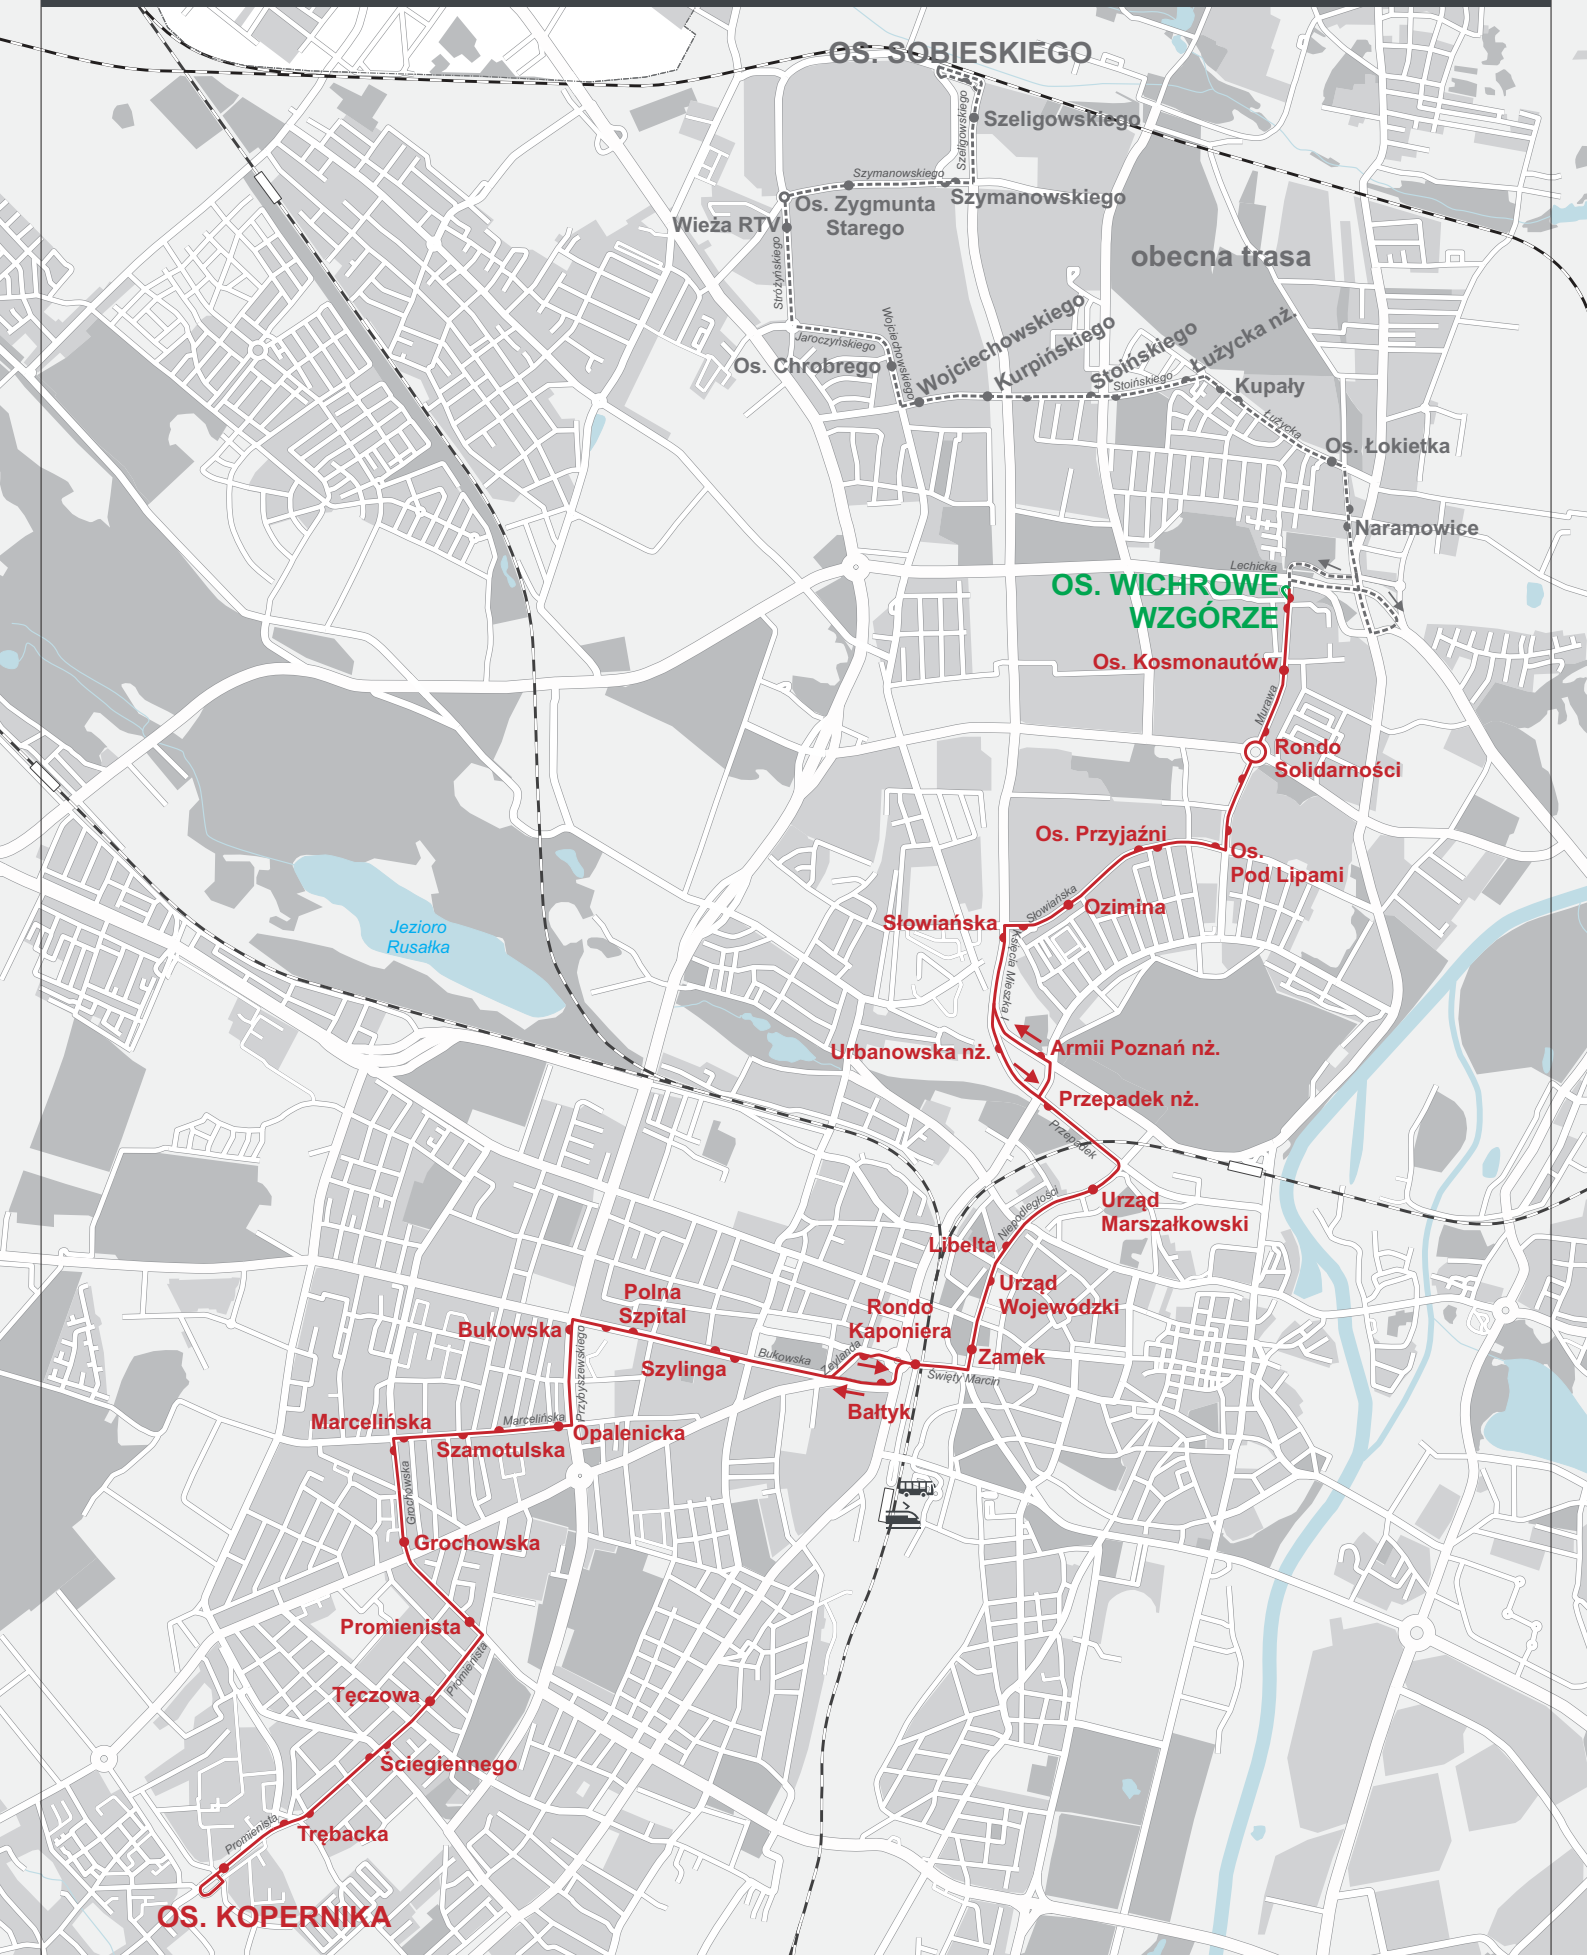 OS. SOBIESKIEGO
Szeligowskiego
Szeligowskiego
Szymanowskiego
Szymanowskiego
Os. Zygmunta
Starego
Wieża RTV
Stróżyńskiego
obecna trasa
Jaroczyńskiego
Wojciechowskiego
Os. Chrobrego
Wojciechowskiego
Kurpińskiego
Stoińskiego
Stoińskiego
Łużycka nż.
Kupały
Łużycka
Os. Łokietka
Naramowice
Lechicka
OS. WICHROWE
WZGÓRZE
Os. Kosmonautów
Murawa
Rondo
Solidarności
Os. Przyjaźni
Os.
Pod Lipami
Ozimina
Słowiańska
Słowiańska
Jezioro
Rusałka
Księcia Mieszka I
Urbanowska nż.
Armii Poznań nż.
Przepadek nż.
Przepadek
Urząd
Marszałkowski
Niepodległości
Libelta
Urząd
Wojewódzki
Polna
Szpital
Rondo
Kaponiera
Bukowska
Przybyszewskiego
Szylinga
Bukowska
Zeylanda
Zamek
Święty Marcin
Bałtyk
Marcelińska
Marcelińska
Opalenicka
Szamotulska
Grochowska
Grochowska
Promienista
Promienista
Tęczowa
Ściegiennego
Promienista
Trębacka
OS. KOPERNIKA